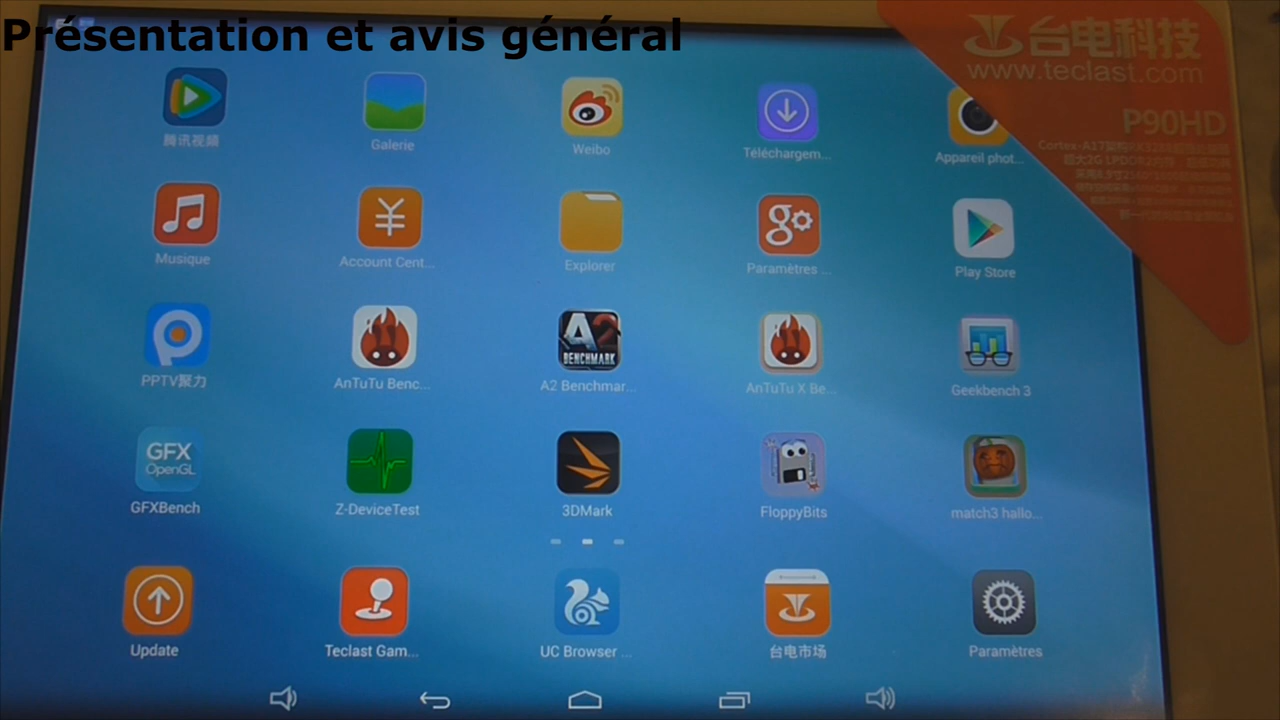 Présentation et avis général
台电科技
www.teclast.com
P90HD
腾讯视频
Galerie
Weibo
Téléchargem...
Appareil phot...
Musique
Account Cent...
Explorer
Paramètres ...
Play Store
PPTV聚力
AnTuTu Benc...
A2 BENCHMARK
A2 Benchmar...
AnTuTu X Be...
Geekbench 3
GFX
OpenGL
GFXBench
Z-DeviceTest
3DMark
FloppyBits
match3 hallo...
Update
Teclast Gam...
UC Browser ...
台电市场
Paramètres